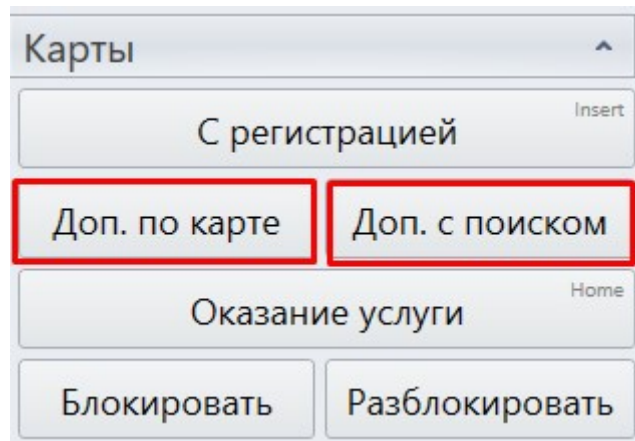 Карты
С регистрацией Insert
Доп. по карте Доп. с поиском
Оказание услуги Home
Блокировать Разблокировать